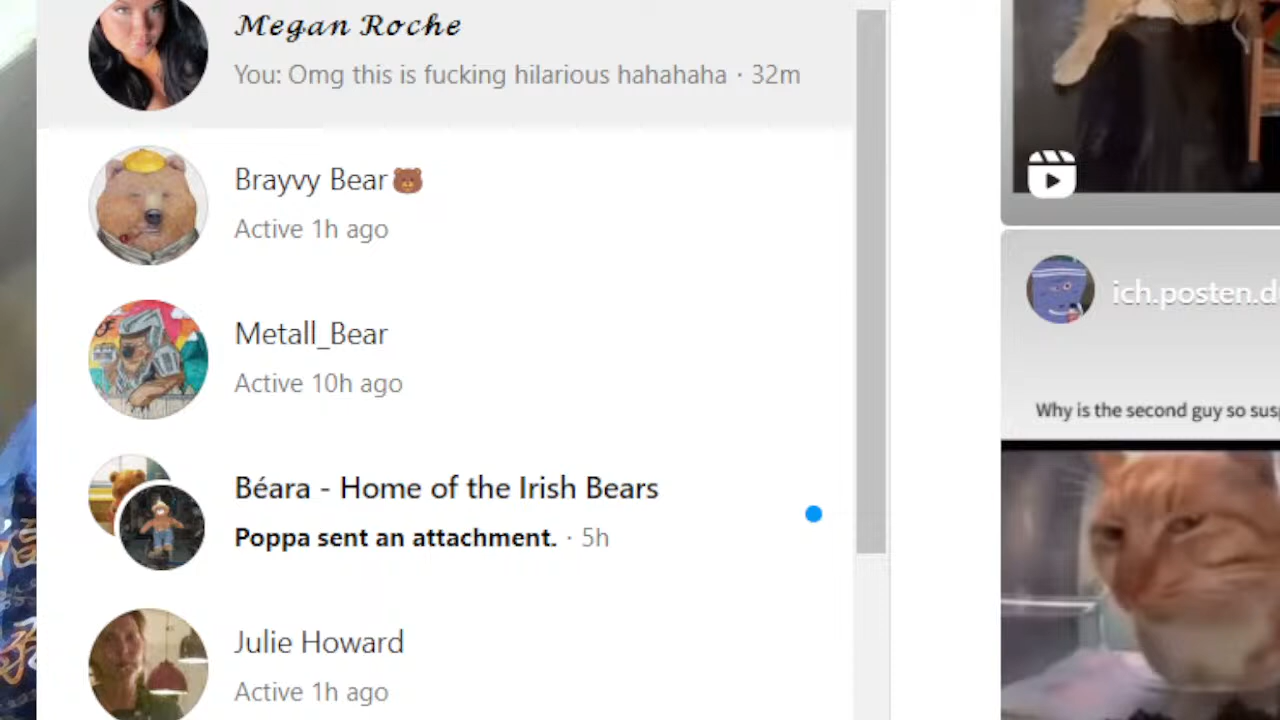 Megan Roche
You: Omg this is fucking hilarious hahahaha · 32m
Brayvy Bear🐻
Active 1h ago
Metall_Bear
Active 10h ago
Béara - Home of the Irish Bears
Poppa sent an attachment. · 5h
Julie Howard
Active 1h ago
ich.posten.d
Why is the second guy so sus